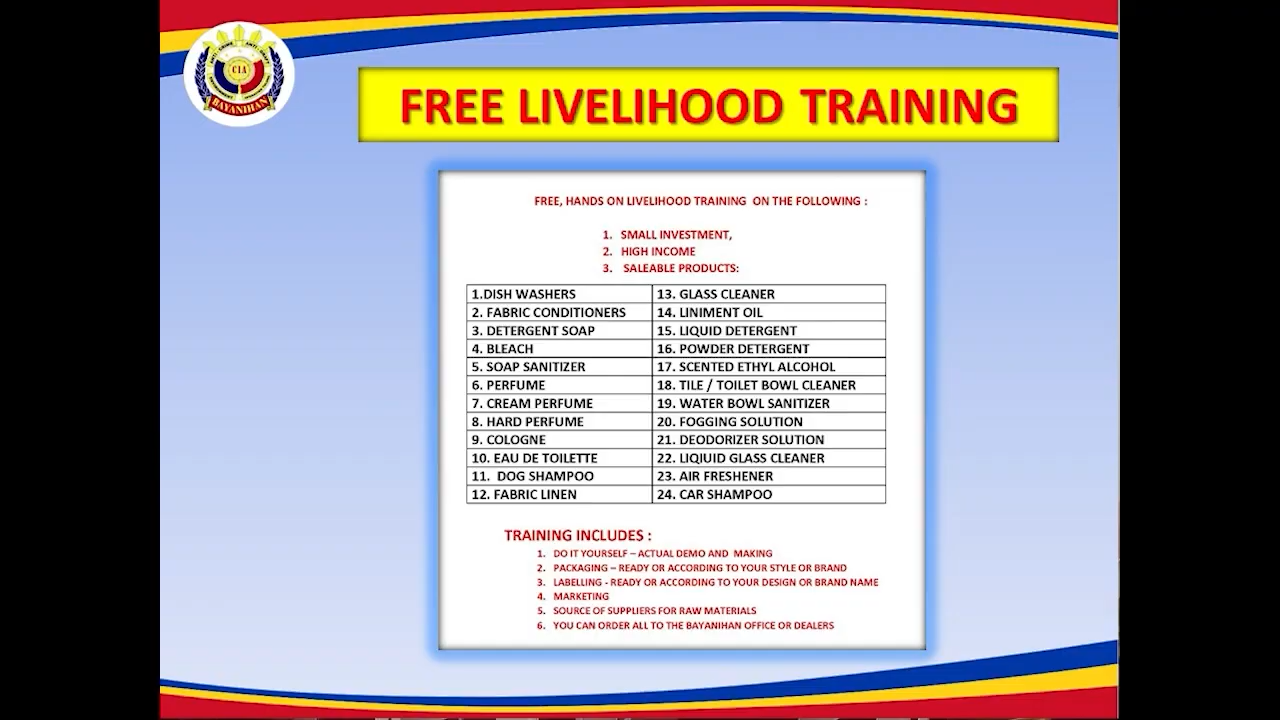 CIA
BAYANIHAN
FREE LIVELIHOOD TRAINING
FREE, HANDS ON LIVELIHOOD TRAINING ON THE FOLLOWING :
1. SMALL INVESTMENT,
2. HIGH INCOME
3. SALEABLE PRODUCTS:
1.DISH WASHERS 13. GLASS CLEANER
2. FABRIC CONDITIONERS 14. LINIMENT OIL
3. DETERGENT SOAP 15. LIQUID DETERGENT
4. BLEACH 16. POWDER DETERGENT
5. SOAP SANITIZER 17. SCENTED ETHYL ALCOHOL
6. PERFUME 18. TILE / TOILET BOWL CLEANER
7. CREAM PERFUME 19. WATER BOWL SANITIZER
8. HARD PERFUME 20. FOGGING SOLUTION
9. COLOGNE 21. DEODORIZER SOLUTION
10. EAU DE TOILETTE 22. LIQIUID GLASS CLEANER
11. DOG SHAMPOO 23. AIR FRESHENER
12. FABRIC LINEN 24. CAR SHAMPOO
TRAINING INCLUDES :
1. DO IT YOURSELF – ACTUAL DEMO AND MAKING
2. PACKAGING – READY OR ACCORDING TO YOUR STYLE OR BRAND
3. LABELLING - READY OR ACCORDING TO YOUR DESIGN OR BRAND NAME
4. MARKETING
5. SOURCE OF SUPPLIERS FOR RAW MATERIALS
6. YOU CAN ORDER ALL TO THE BAYANIHAN OFFICE OR DEALERS